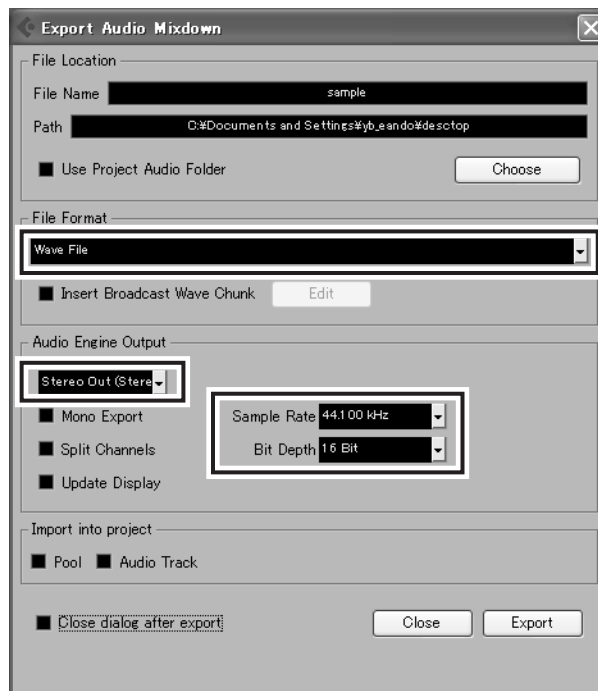 Export Audio Mixdown
File Location
File Name sample
Path C:¥Documents and Settings¥yb_eando¥desctop
Use Project Audio Folder Choose
File Format
Wave File
Insert Broadcast Wave Chunk Edit
Audio Engine Output
Stereo Out (Stere
Mono Export Sample Rate 44.100 kHz
Split Channels Bit Depth 16 Bit
Update Display
Import into project
Pool Audio Track
Close dialog after export Close Export